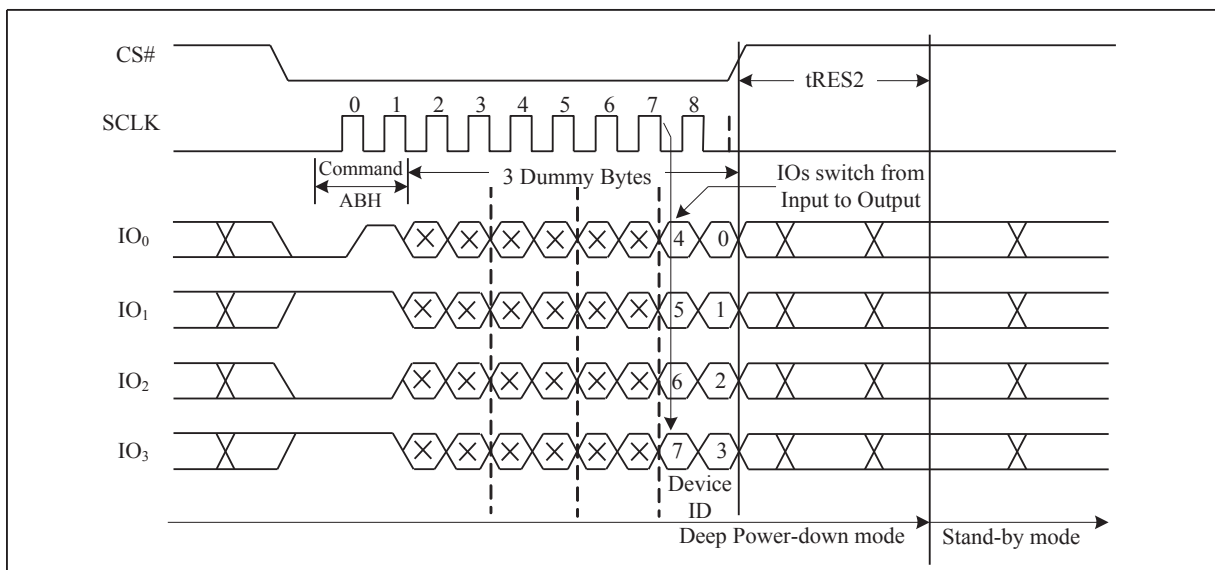 CS#
tRES2
0 1 2 3 4 5 6 7 8
SCLK
Command
ABH
3 Dummy Bytes
IOs switch from
Input to Output
IO₀ 4 0
IO₁ 5 1
IO₂ 6 2
IO₃ 7 3
Device
ID
Deep Power-down mode Stand-by mode